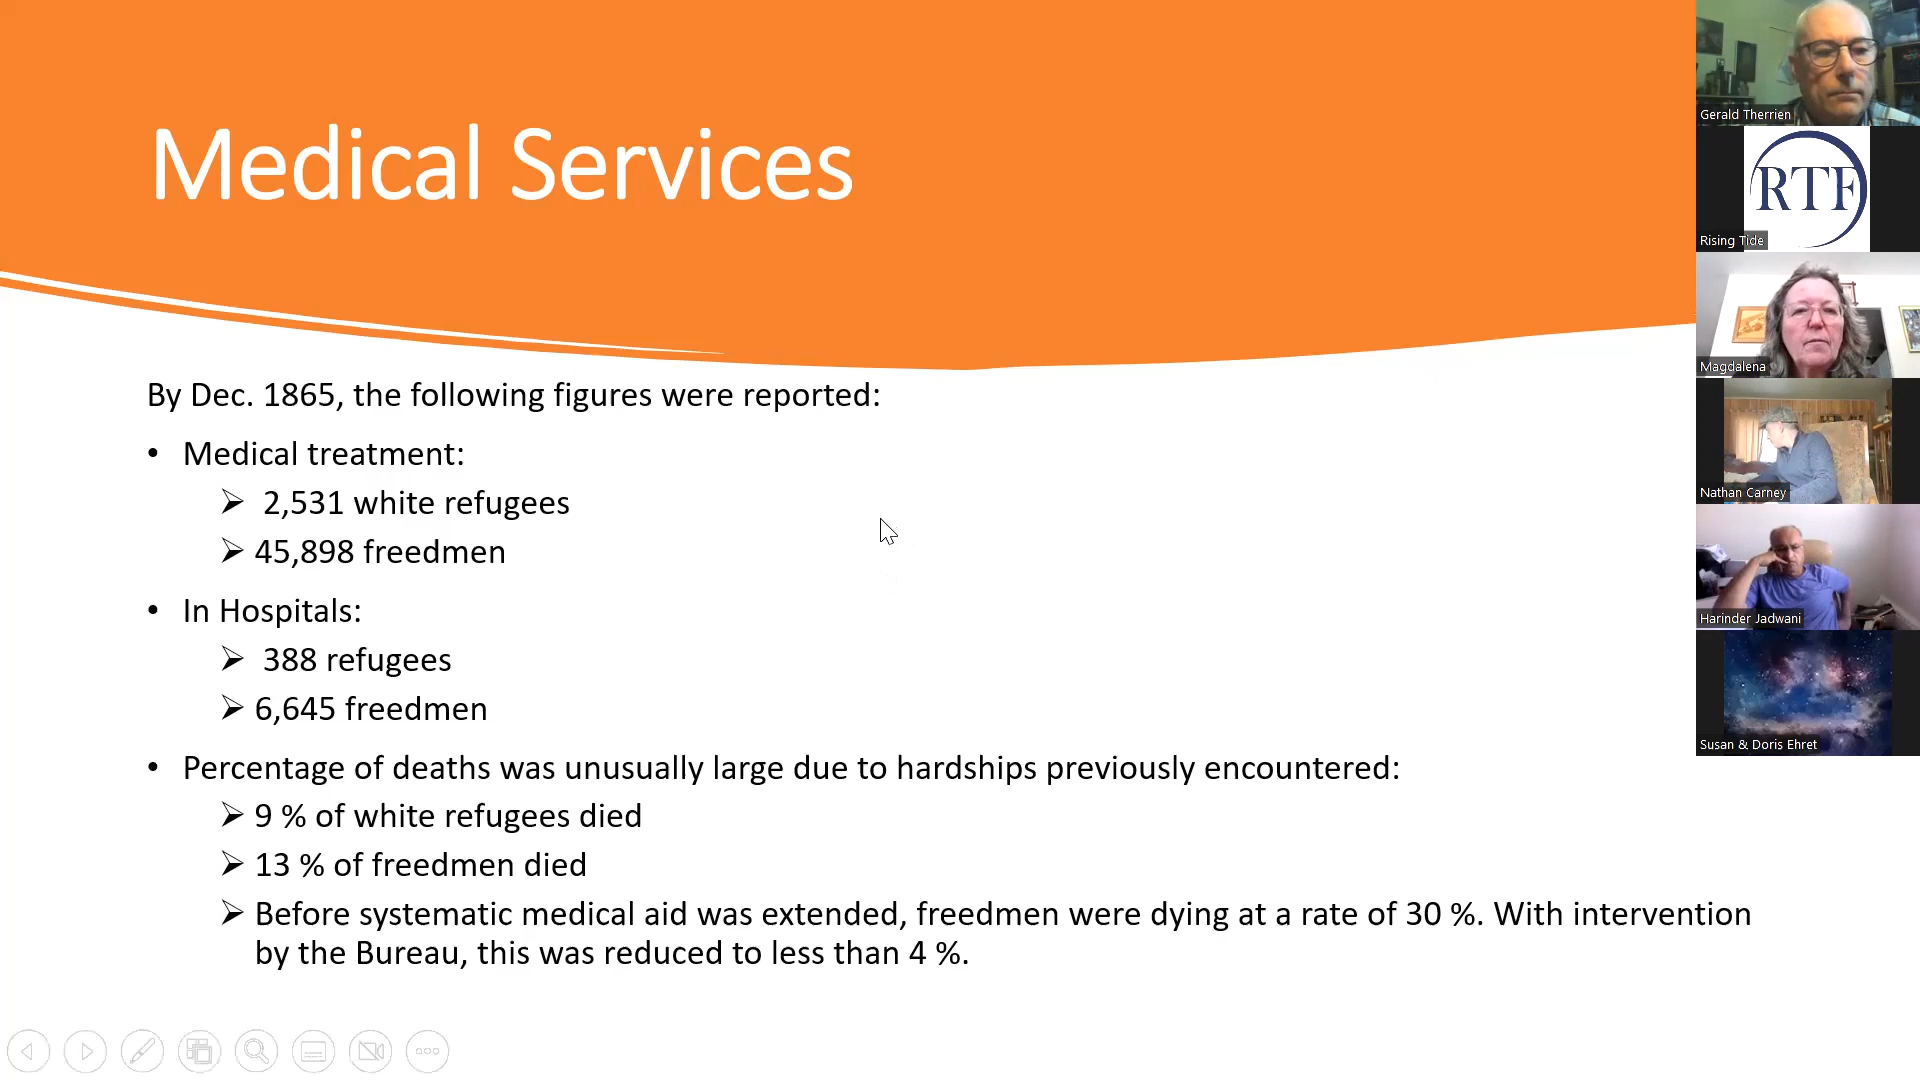 Medical Services
By Dec. 1865, the following figures were reported:
• Medical treatment:
➢ 2,531 white refugees
➢ 45,898 freedmen
• In Hospitals:
➢ 388 refugees
➢ 6,645 freedmen
• Percentage of deaths was unusually large due to hardships previously encountered:
➢ 9 % of white refugees died
➢ 13 % of freedmen died
➢ Before systematic medical aid was extended, freedmen were dying at a rate of 30 %. With intervention
by the Bureau, this was reduced to less than 4 %.
Gerald Therrien
RTF
Rising Tide
Magdalena
Nathan Carney
Harinder Jadwani
Susan & Doris Ehret